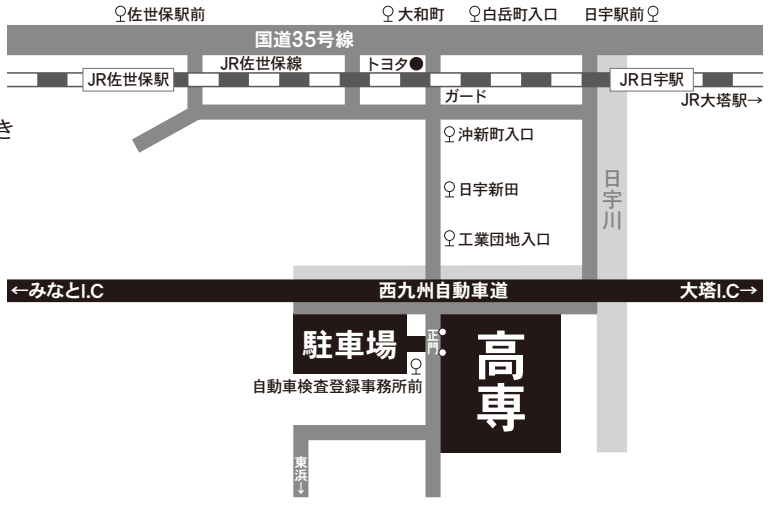 佐世保駅前
大和町
白岳町入口
日宇駅前
国道35号線
JR佐世保線
トヨタ
JR佐世保駅
JR日宇駅
ガード
JR大塔駅→
き
沖新町入口
日宇新田
日宇川
工業団地入口
←みなとI.C
西九州自動車道
大塔I.C→
駐車場
正門
高専
自動車検査登録事務所前
東浜→